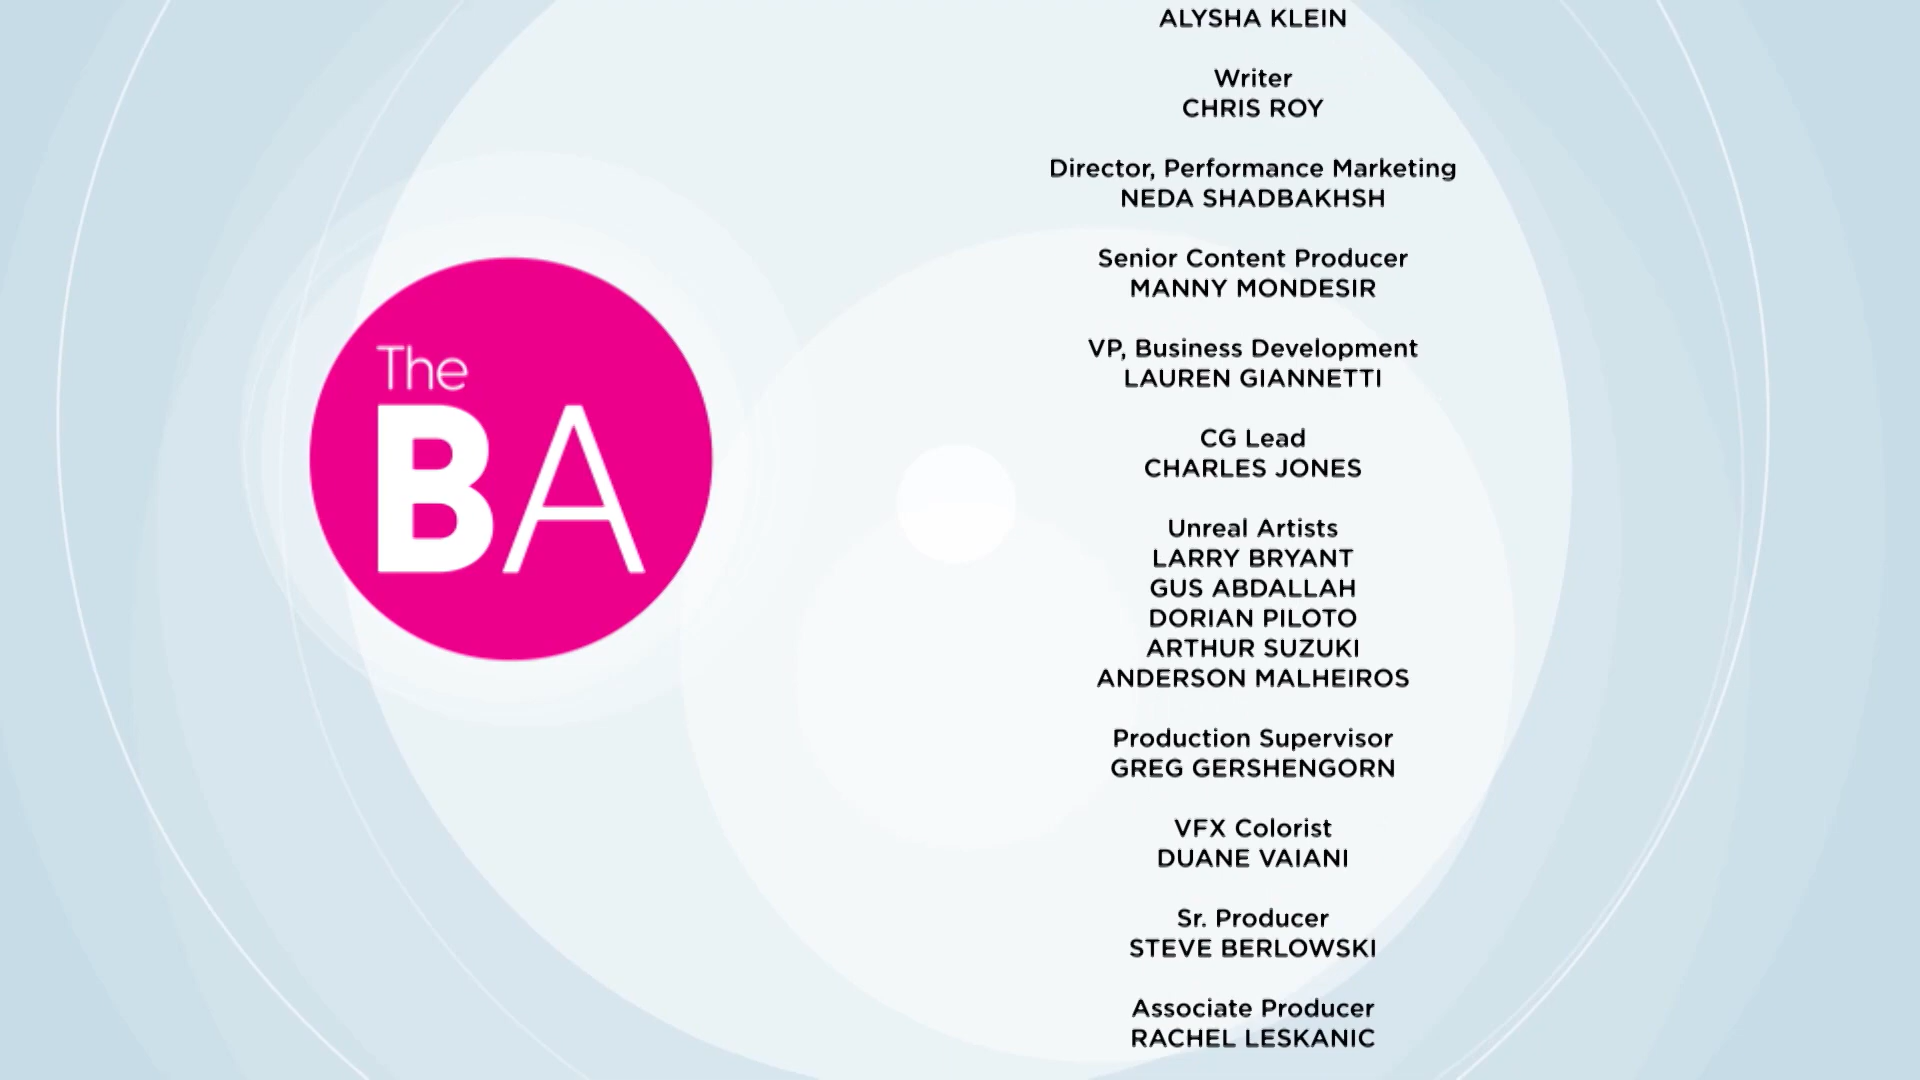 The
BA
ALYSHA KLEIN
Writer
CHRIS ROY
Director, Performance Marketing
NEDA SHADBAKHSH
Senior Content Producer
MANNY MONDESIR
VP, Business Development
LAUREN GIANNETTI
CG Lead
CHARLES JONES
Unreal Artists
LARRY BRYANT
GUS ABDALLAH
DORIAN PILOTO
ARTHUR SUZUKI
ANDERSON MALHEIROS
Production Supervisor
GREG GERSHENGORN
VFX Colorist
DUANE VAIANI
Sr. Producer
STEVE BERLOWSKI
Associate Producer
RACHEL LESKANIC